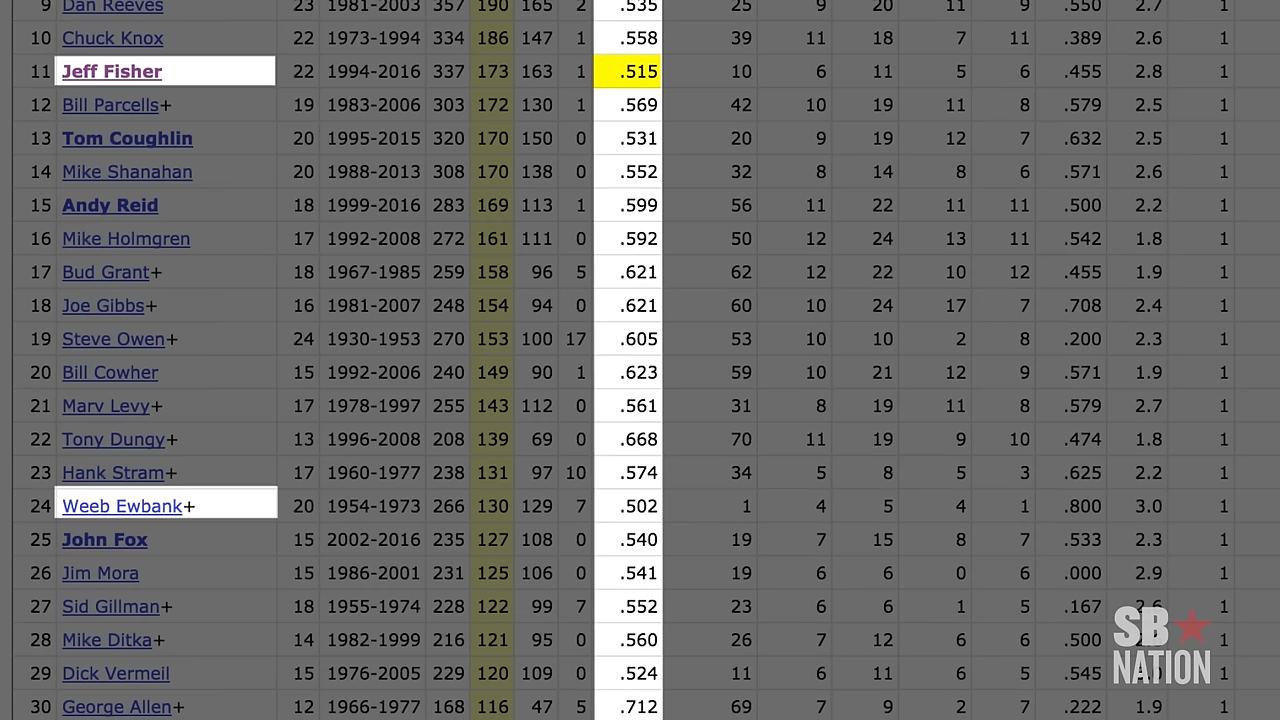 9 Dan Reeves 23 1981-2003 357 190 165 2 .535 25 9 20 11 9 .550 2.7 1
10 Chuck Knox 22 1973-1994 334 186 147 1 .558 39 11 18 7 11 .389 2.6 1
11 Jeff Fisher 22 1994-2016 337 173 163 1 .515 10 6 11 5 6 .455 2.8 1
12 Bill Parcells+ 19 1983-2006 303 172 130 1 .569 42 10 19 11 8 .579 2.5 1
13 Tom Coughlin 20 1995-2015 320 170 150 0 .531 20 9 19 12 7 .632 2.5 1
14 Mike Shanahan 20 1988-2013 308 170 138 0 .552 32 8 14 8 6 .571 2.6 1
15 Andy Reid 18 1999-2016 283 169 113 1 .599 56 11 22 11 11 .500 2.2 1
16 Mike Holmgren 17 1992-2008 272 161 111 0 .592 50 12 24 13 11 .542 1.8 1
17 Bud Grant+ 18 1967-1985 259 158 96 5 .621 62 12 22 10 12 .455 1.9 1
18 Joe Gibbs+ 16 1981-2007 248 154 94 0 .621 60 10 24 17 7 .708 2.4 1
19 Steve Owen+ 24 1930-1953 270 153 100 17 .605 53 10 10 2 8 .200 2.3 1
20 Bill Cowher 15 1992-2006 240 149 90 1 .623 59 10 21 12 9 .571 1.9 1
21 Marv Levy+ 17 1978-1997 255 143 112 0 .561 31 8 19 11 8 .579 2.7 1
22 Tony Dungy+ 13 1996-2008 208 139 69 0 .668 70 11 19 9 10 .474 1.8 1
23 Hank Stram+ 17 1960-1977 238 131 97 10 .574 34 5 8 5 3 .625 2.2 1
24 Weeb Ewbank+ 20 1954-1973 266 130 129 7 .502 1 4 5 4 1 .800 3.0 1
25 John Fox 15 2002-2016 235 127 108 0 .540 19 7 15 8 7 .533 2.3 1
26 Jim Mora 15 1986-2001 231 125 106 0 .541 19 6 6 0 6 .000 2.9 1
27 Sid Gillman+ 18 1955-1974 228 122 99 7 .552 23 6 6 1 5 .167 2.6 1
28 Mike Ditka+ 14 1982-1999 216 121 95 0 .560 26 7 12 6 6 .500
29 Dick Vermeil 15 1976-2005 229 120 109 0 .524 11 6 11 6 5 .545
30 George Allen+ 12 1966-1977 168 116 47 5 .712 69 7 9 2 7 .222 1.9 1
SB NATION